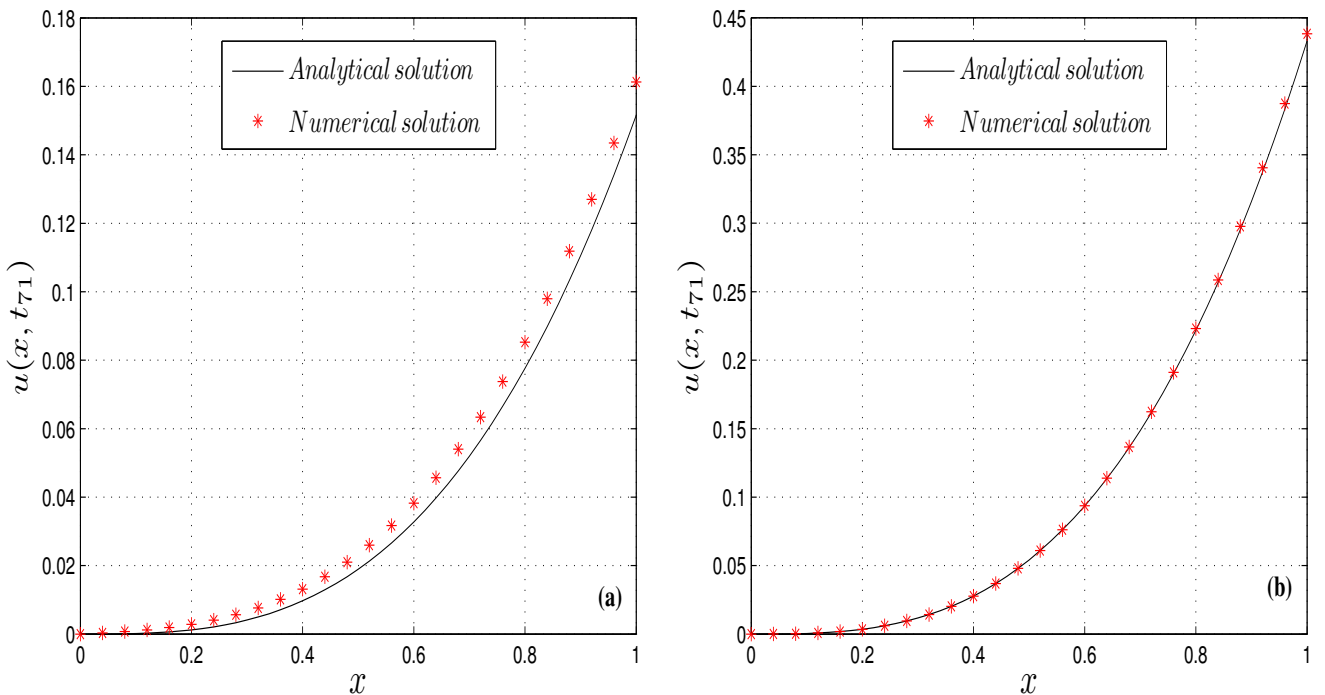 0.18
0.16
0.14
0.12
0.1
0.08
0.06
0.04
0.02
0
u(x, t71)
Analytical solution
Numerical solution
(a)
0 0.2 0.4 0.6 0.8 1
x
0.45
0.4
0.35
0.3
0.25
0.2
0.15
0.1
0.05
0
u(x, t71)
Analytical solution
Numerical solution
(b)
0 0.2 0.4 0.6 0.8 1
x